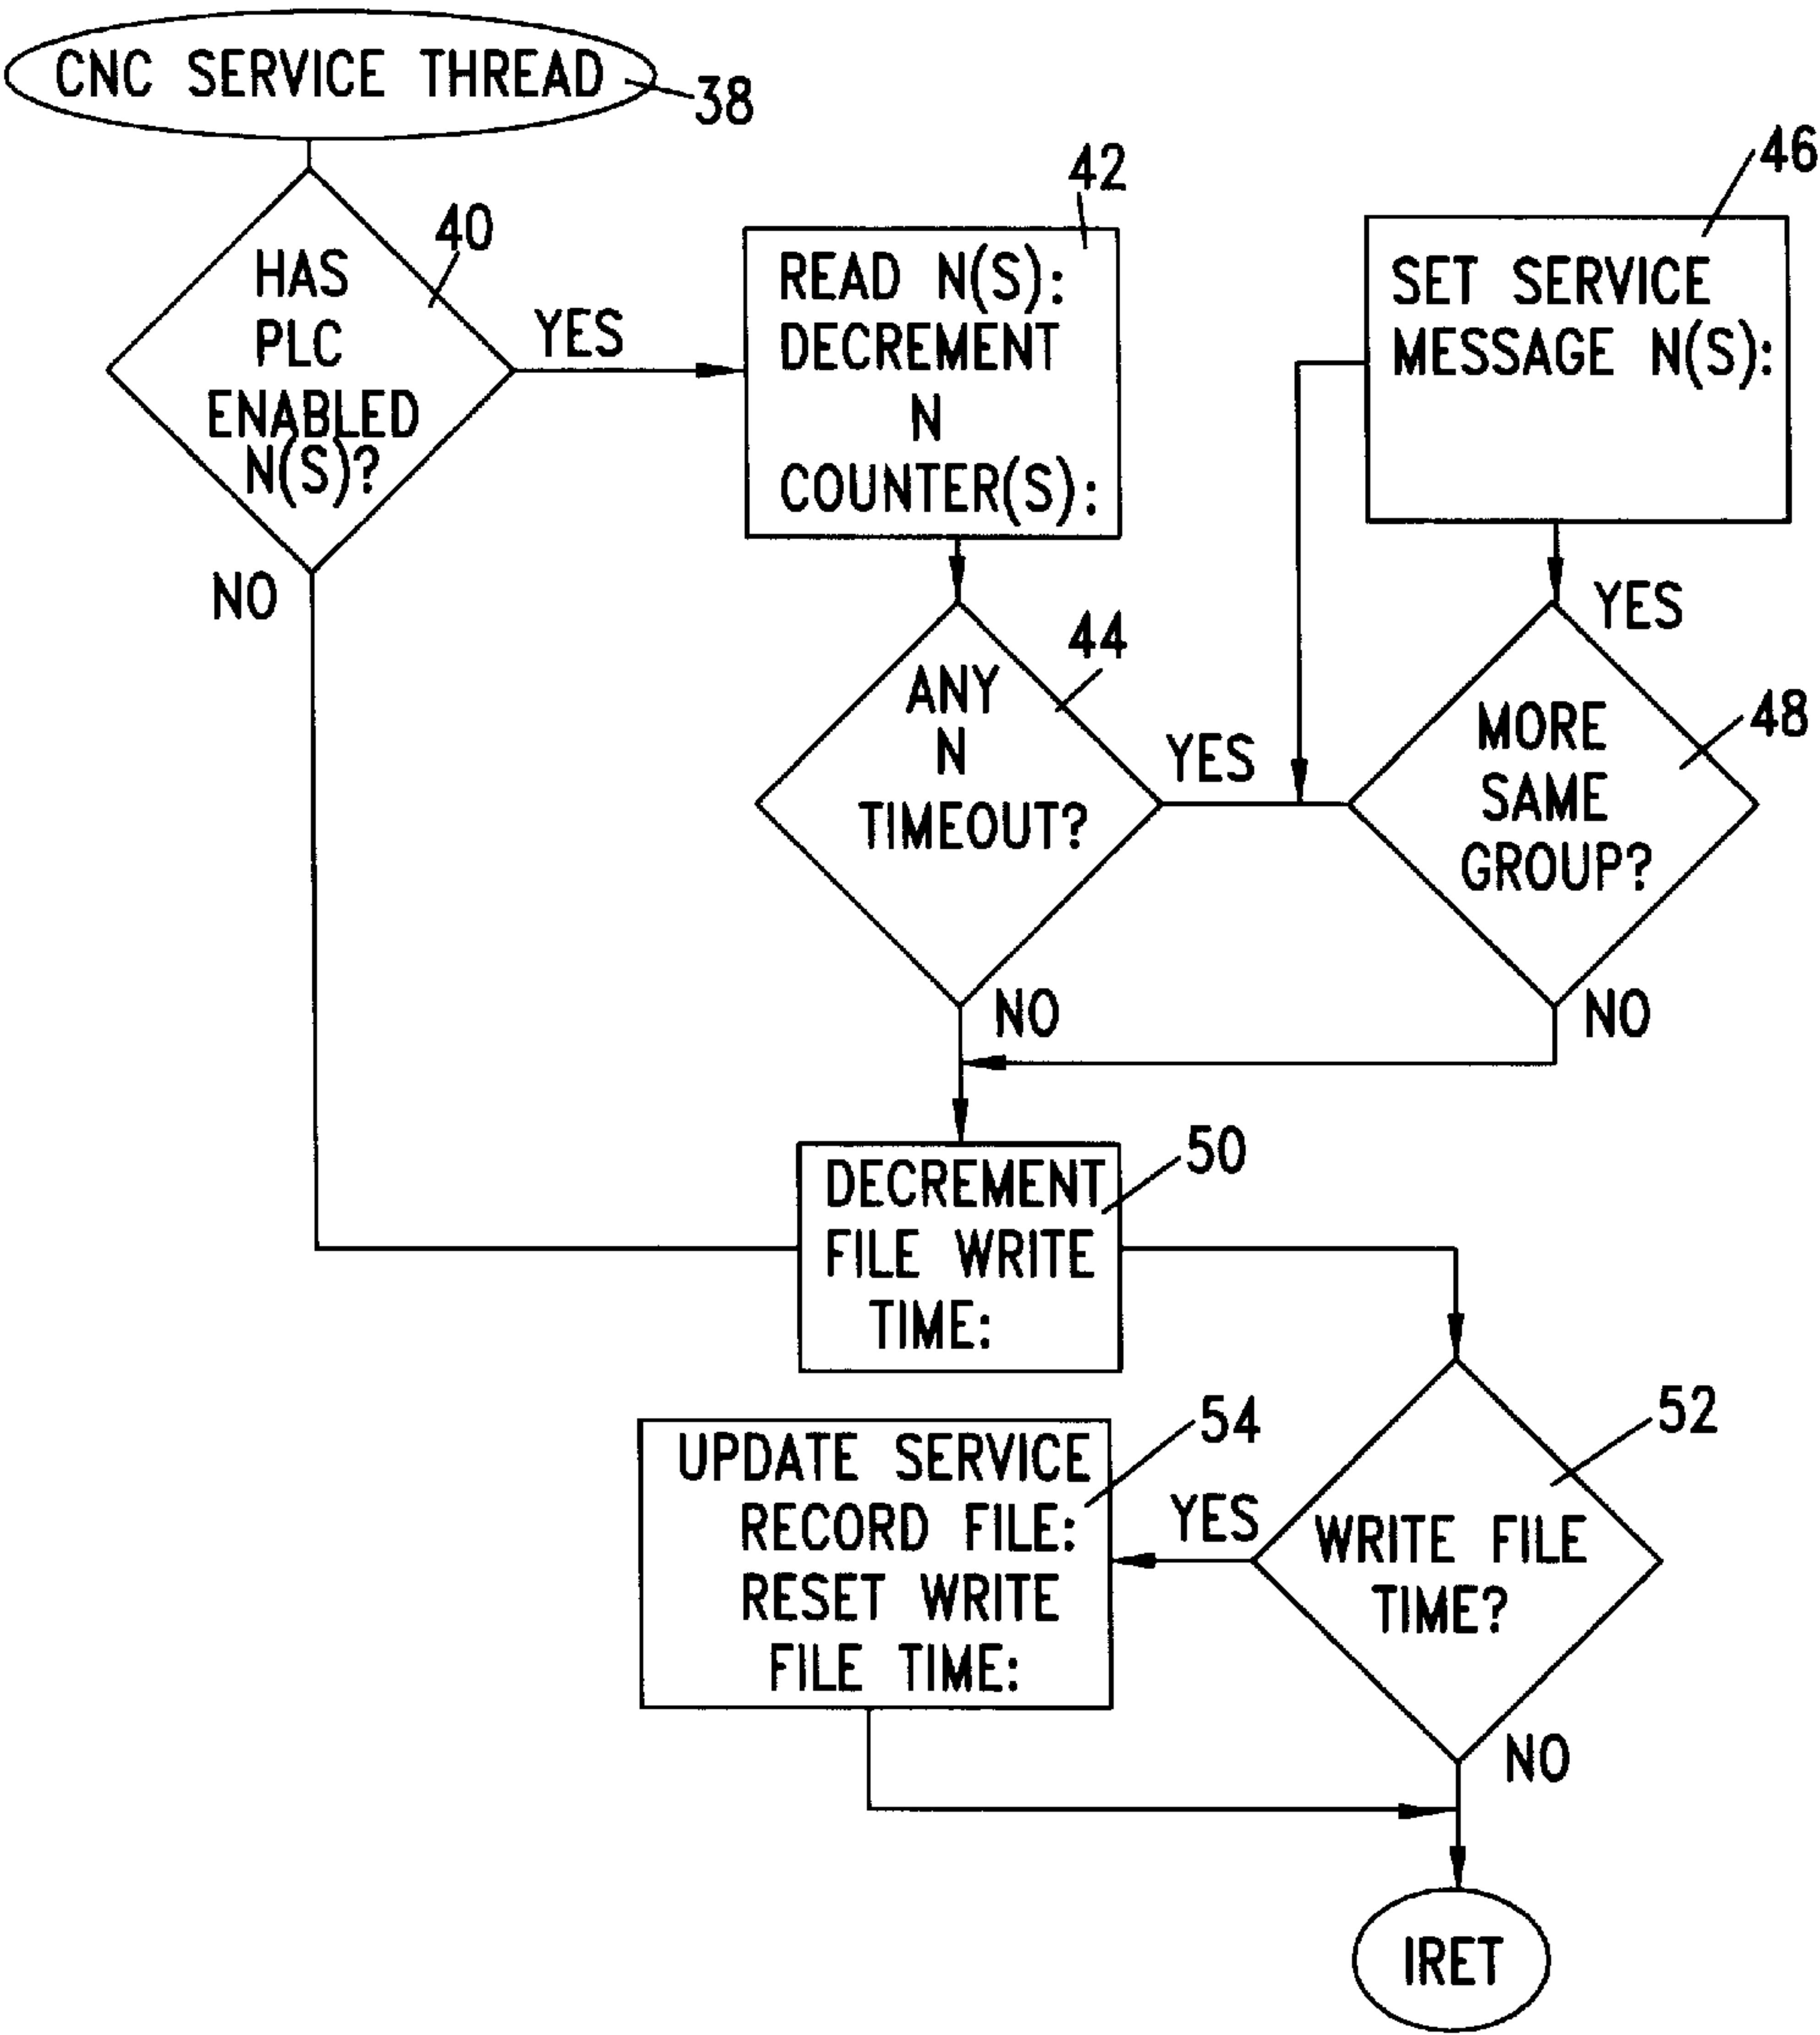 CNC SERVICE THREAD
38
HAS
PLC
ENABLED
N(S)?
40
YES
NO
42
READ N(S):
DECREMENT
N
COUNTER(S):
46
SET SERVICE
MESSAGE N(S):
44
ANY
N
TIMEOUT?
YES
NO
YES
48
MORE
SAME
GROUP?
NO
50
DECREMENT
FILE WRITE
TIME:
54
UPDATE SERVICE
RECORD FILE:
RESET WRITE
FILE TIME:
YES
52
WRITE FILE
TIME?
NO
IRET